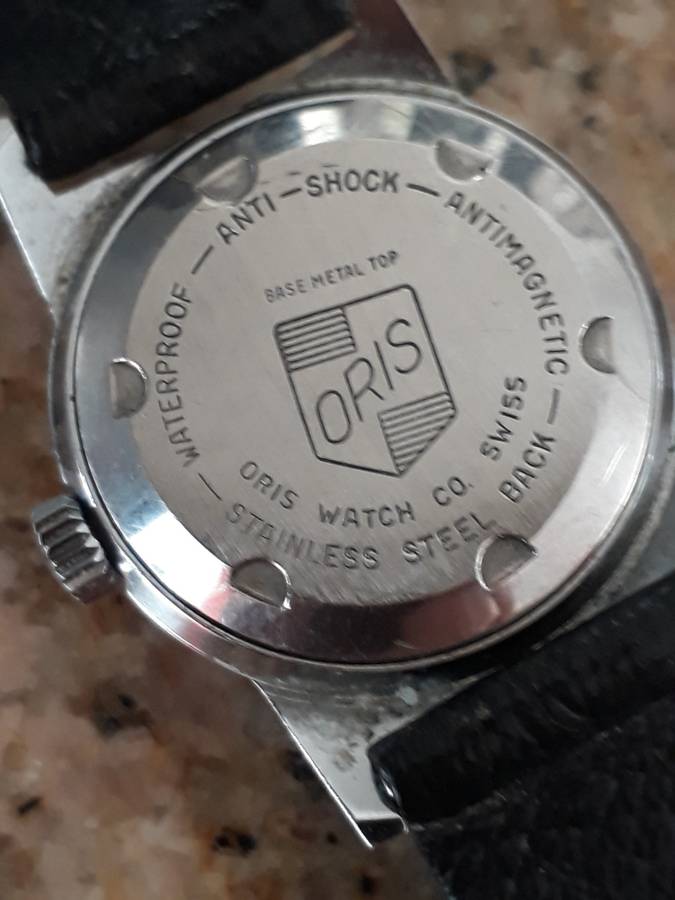 WATERPROOF — ANTI-SHOCK — ANTIMAGNETIC — STAINLESS STEEL BACK —
BASE METAL TOP
ORIS
ORIS WATCH CO. SWISS